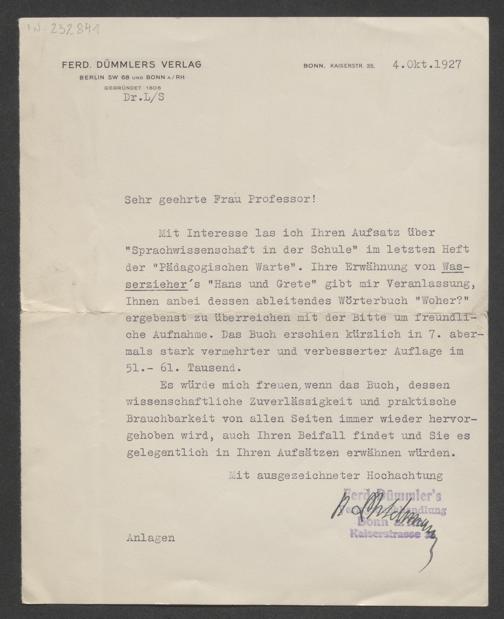 IN-232841
FERD. DÜMMLERS VERLAG
BERLIN SW 68 UND BONN A/RH
GEGRÜNDET 1808
Dr.L/S
BONN, KAISERSTR. 35, 4.Okt.1927
Sehr geehrte Frau Professor!
Mit Interesse las ich Ihren Aufsatz über
"Sprachwissenschaft in der Schule" im letzten Heft
der "Pädagogischen Warte". Ihre Erwähnung von Was-
serzieher's "Hans und Grete" gibt mir Veranlassung,
Ihnen anbei dessen ableitendes Wörterbuch "Woher?"
ergebenst zu überreichen mit der Bitte um freundli-
che Aufnahme. Das Buch erschien kürzlich in 7. aber-
mals stark vermehrter und verbesserter Auflage im
51.- 61. Tausend.
Es würde mich freuen,wenn das Buch, dessen
wissenschaftliche Zuverlässigkeit und praktische
Brauchbarkeit von allen Seiten immer wieder hervor-
gehoben wird, auch Ihren Beifall findet und Sie es
gelegentlich in Ihren Aufsätzen erwähnen würden.
Mit ausgezeichneter Hochachtung
Ferd. Dümmler's
Bonn
Kaiserstrasse
Anlagen